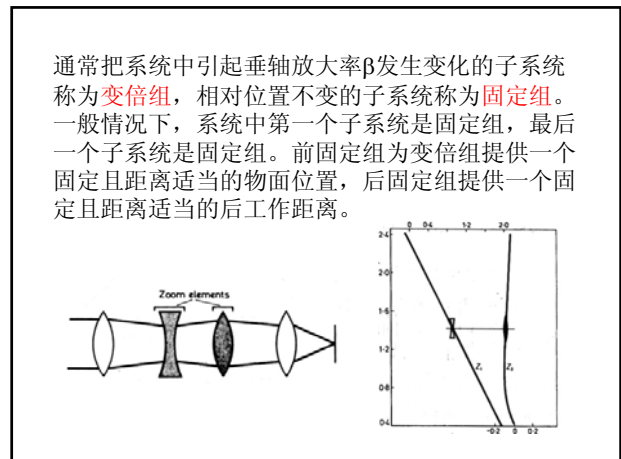 通常把系统中引起垂轴放大率β发生变化的子系统
称为变倍组，相对位置不变的子系统称为固定组。
一般情况下，系统中第一个子系统是固定组，最后
一个子系统是固定组。前固定组为变倍组提供一个
固定且距离适当的物面位置，后固定组提供一个固
定且距离适当的后工作距离。
Zoom elements
0 0·4 1·2 2·0
2·4
2·0
1·6
1·2
0·8
0·4
Z₁ Z₂
-0·2 0 0·2